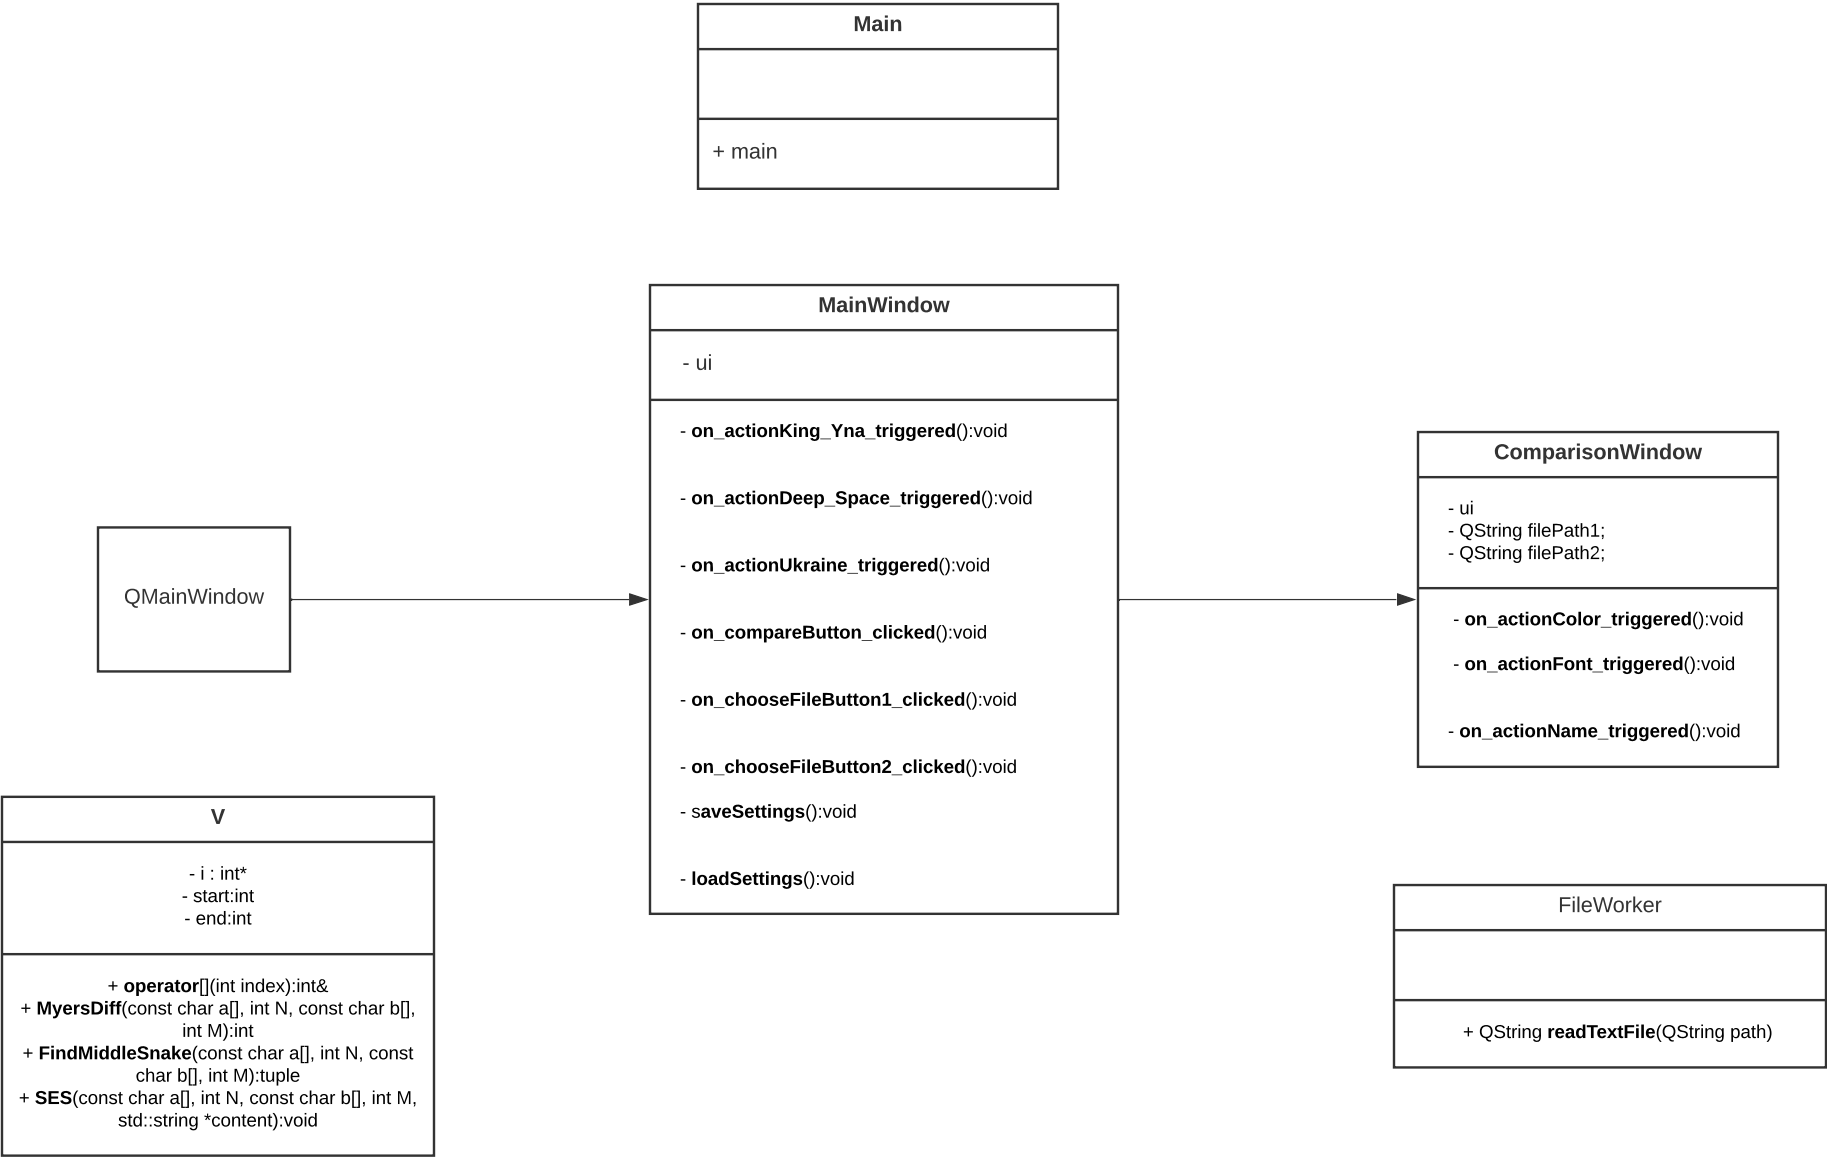 Main
+ main
MainWindow
- ui
- on_actionKing_Yna_triggered():void
- on_actionDeep_Space_triggered():void
- on_actionUkraine_triggered():void
- on_compareButton_clicked():void
- on_chooseFileButton1_clicked():void
- on_chooseFileButton2_clicked():void
- saveSettings():void
- loadSettings():void
QMainWindow
ComparisonWindow
- ui
- QString filePath1;
- QString filePath2;
- on_actionColor_triggered():void
- on_actionFont_triggered():void
- on_actionName_triggered():void
V
- i : int*
- start:int
- end:int
+ operator[](int index):int&
+ MyersDiff(const char a[], int N, const char b[],
int M):int
+ FindMiddleSnake(const char a[], int N, const
char b[], int M):tuple
+ SES(const char a[], int N, const char b[], int M,
std::string *content):void
FileWorker
+ QString readTextFile(QString path)